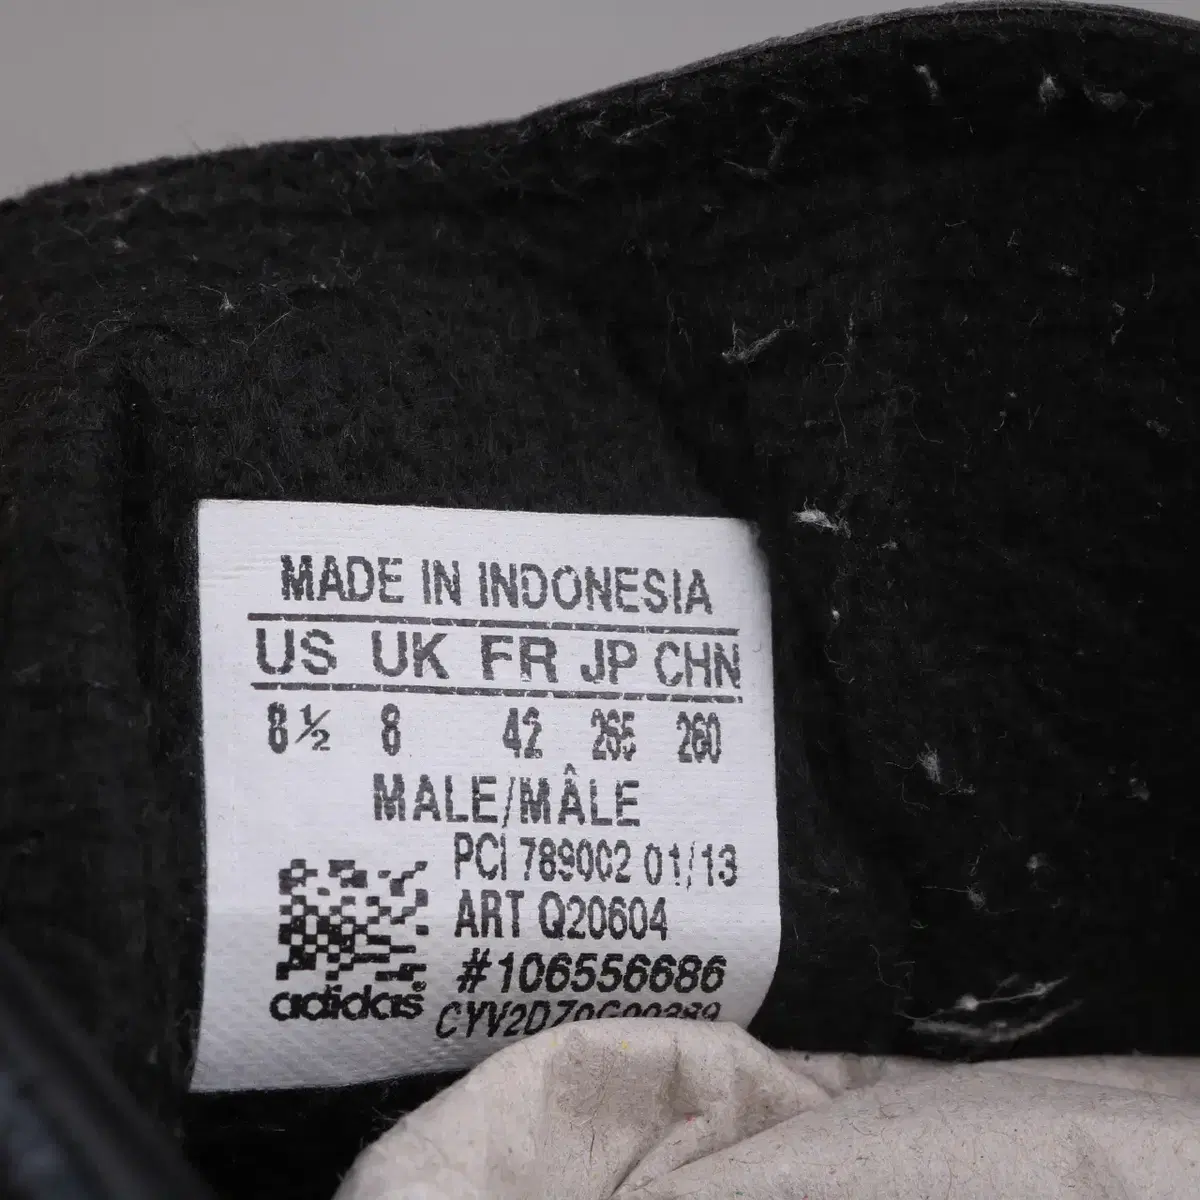 MADE IN INDONESIA
US UK FR JP CHN
8½ 8 42 265 260
MALE/MÂLE
PCI 789002 01/13
ART Q20604
#106556686
adidas®